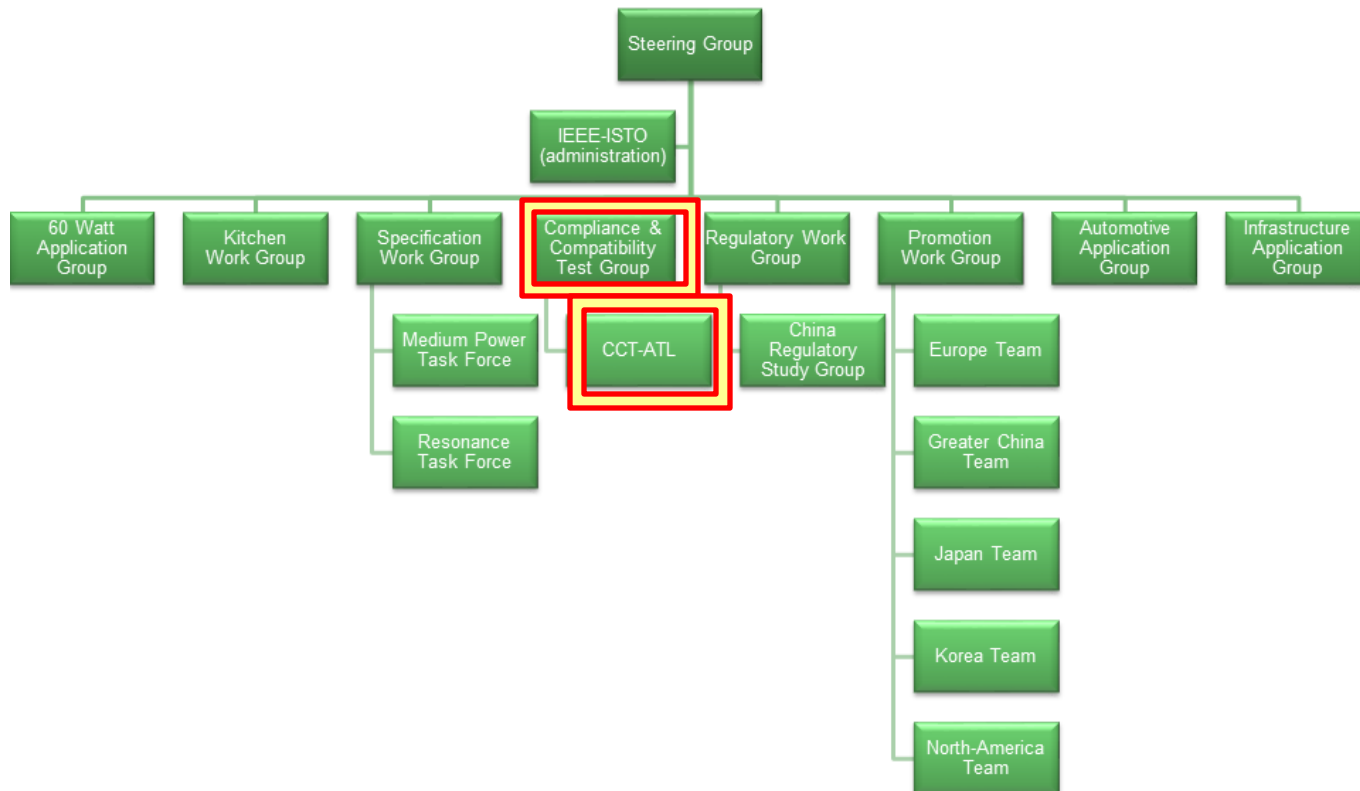 Steering Group
IEEE-ISTO
(administration)
60 Watt
Application
Group
Kitchen
Work Group
Specification
Work Group
Compliance &
Compatibility
Test Group
Regulatory Work
Group
Promotion
Work Group
Automotive
Application
Group
Infrastructure
Application
Group
Medium Power
Task Force
CCT-ATL
China
Regulatory
Study Group
Europe Team
Resonance
Task Force
Greater China
Team
Japan Team
Korea Team
North-America
Team